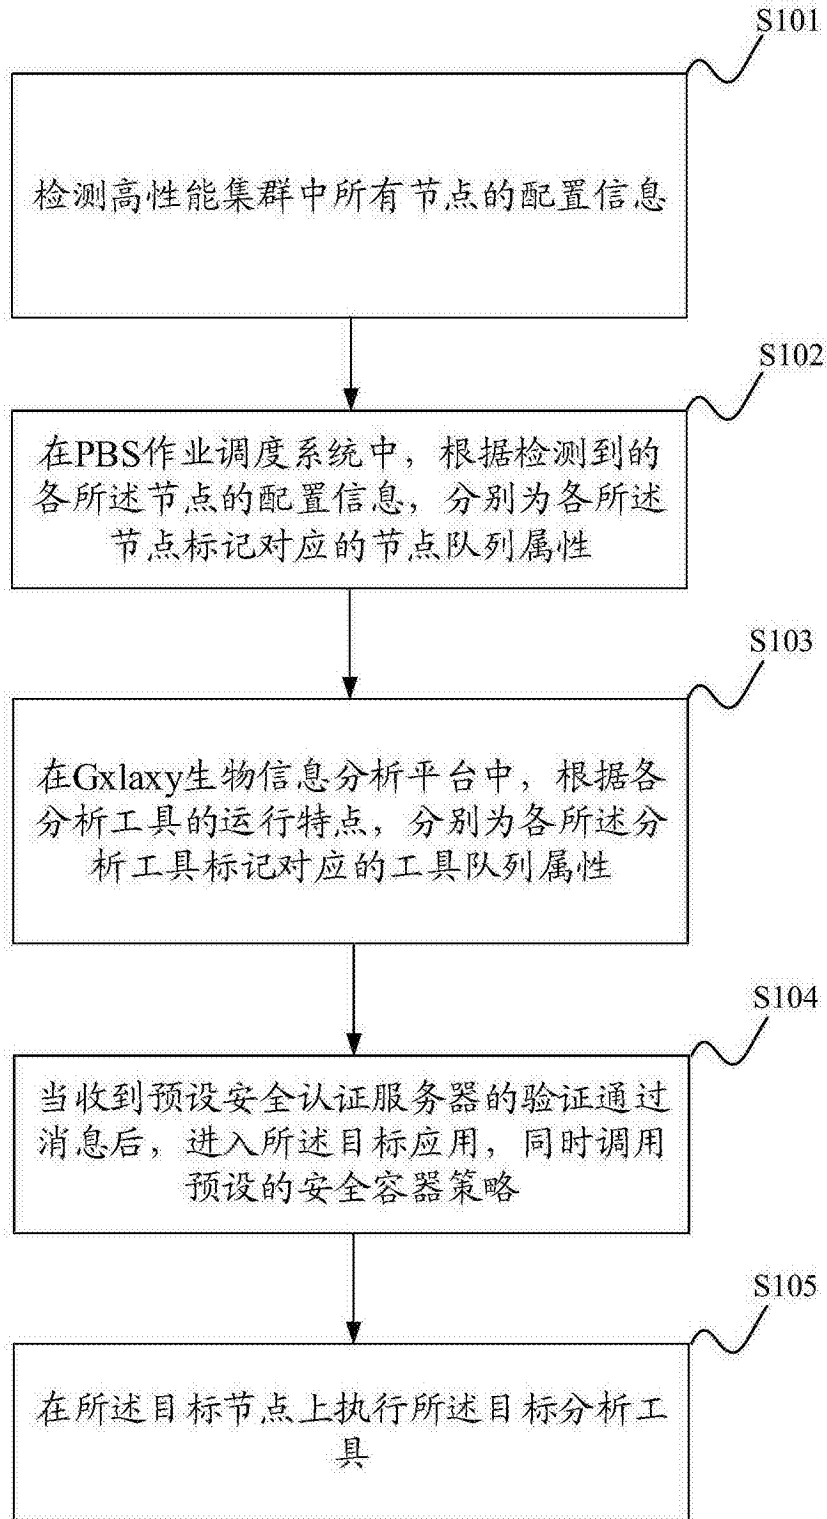 S101
检测高性能集群中所有节点的配置信息
S102
在PBS作业调度系统中，根据检测到的
各所述节点的配置信息，分别为各所述
节点标记对应的节点队列属性
S103
在Gxlaxy生物信息分析平台中，根据各
分析工具的运行特点，分别为各所述分
析工具标记对应的工具队列属性
S104
当收到预设安全认证服务器的验证通过
消息后，进入所述目标应用，同时调用
预设的安全容器策略
S105
在所述目标节点上执行所述目标分析工
具